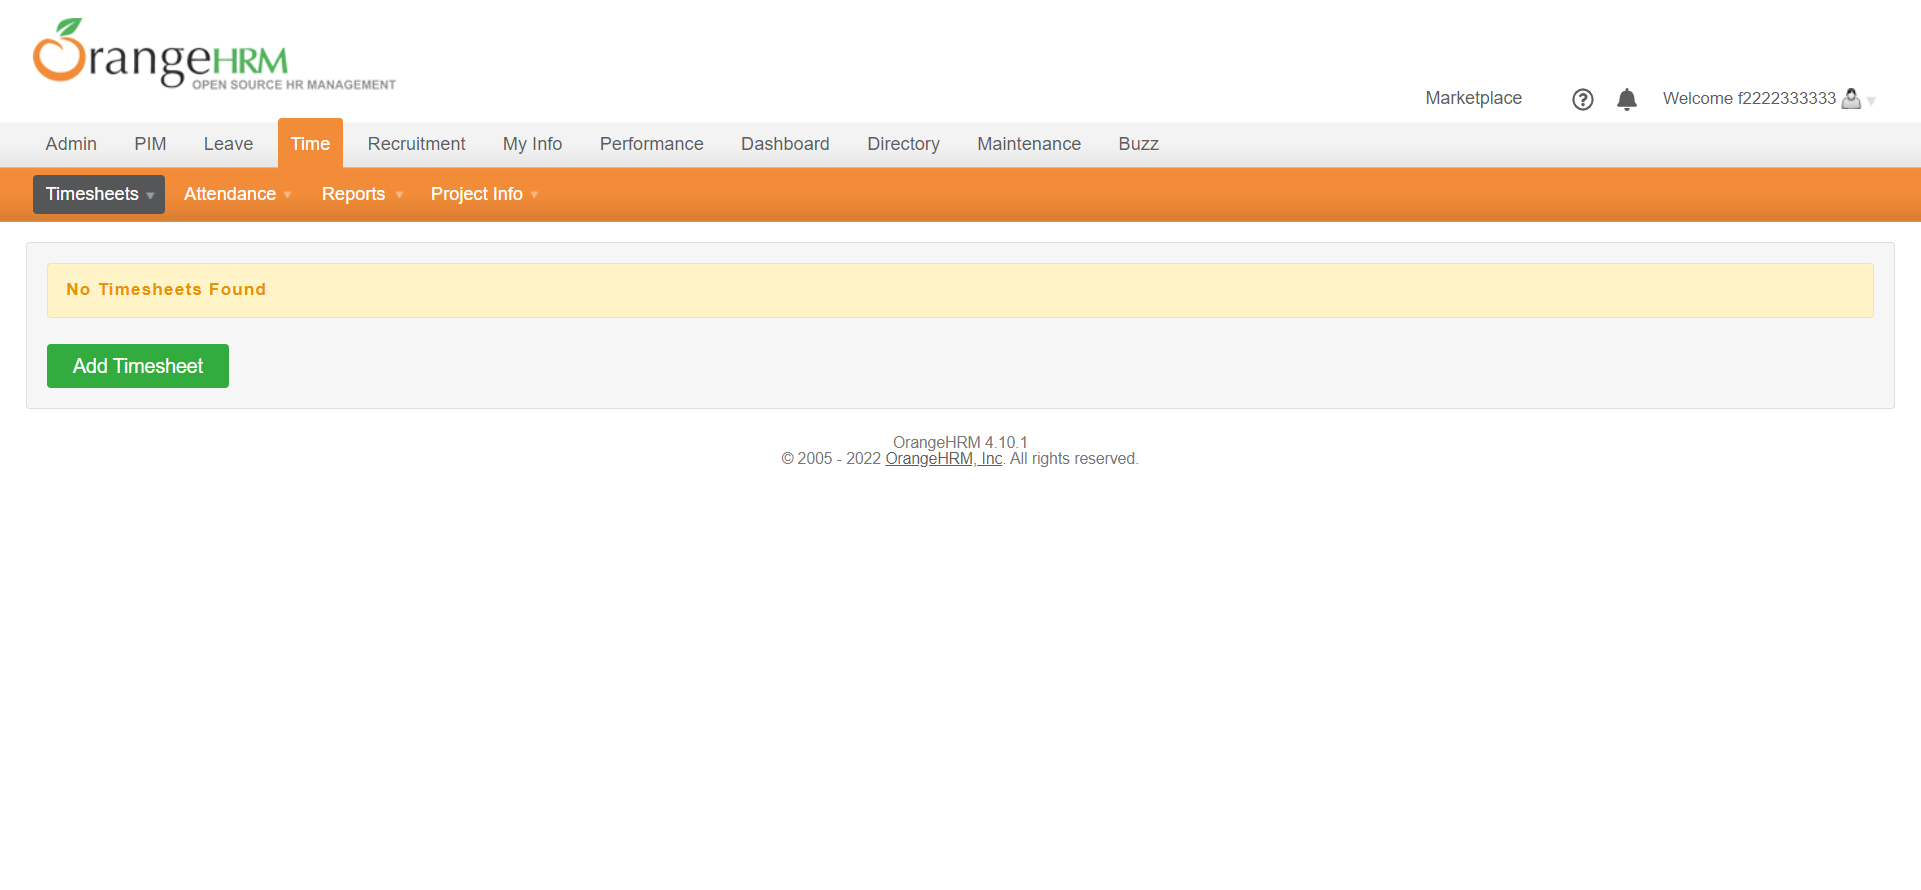 OrangeHRM
OPEN SOURCE HR MANAGEMENT
Marketplace
Welcome f2222333333
Admin PIM Leave Time Recruitment My Info Performance Dashboard Directory Maintenance Buzz
Timesheets Attendance Reports Project Info
No Timesheets Found
Add Timesheet
OrangeHRM 4.10.1
© 2005 - 2022 OrangeHRM, Inc. All rights reserved.